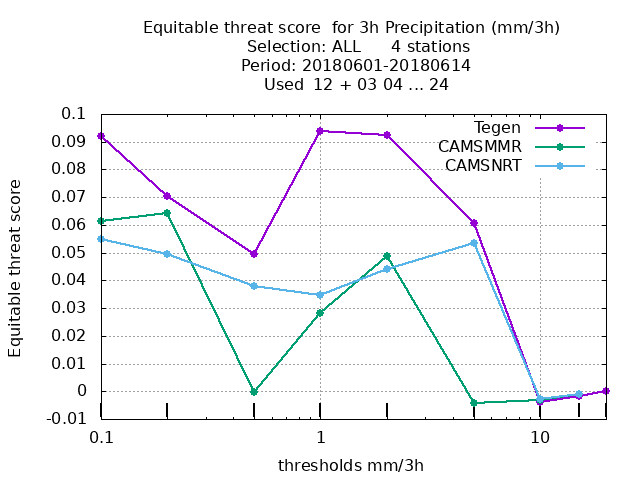 Equitable threat score  for 3h Precipitation (mm/3h)
Selection: ALL      4 stations
Period: 20180601-20180614
Used  12 + 03 04 ... 24
Equitable threat score
0.1
0.09
0.08
0.07
0.06
0.05
0.04
0.03
0.02
0.01
0
-0.01
Tegen
CAMSMMR
CAMSNRT
0.1
1
10
thresholds mm/3h